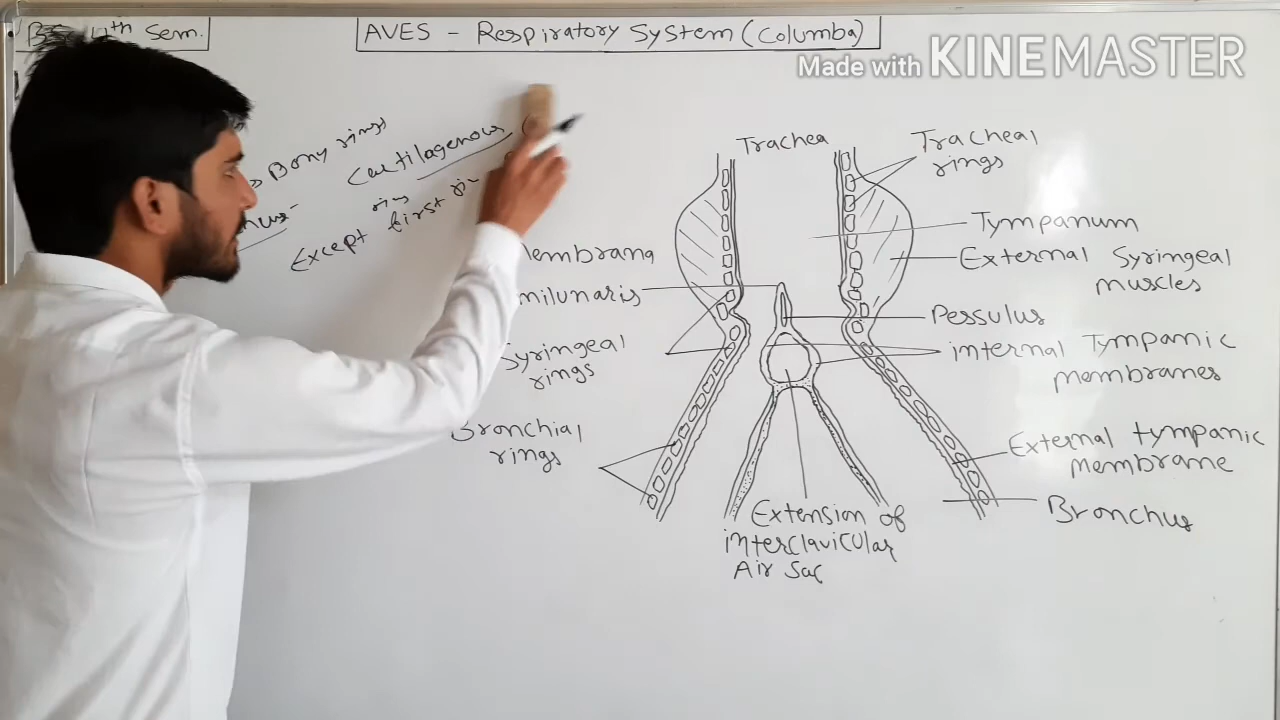 4th Sem.
AVES - Respiratory System (Columba)
Made with KINEMASTER
Bony rings
Cartilagenous
ring
Except first
Trachea
Tracheal
rings
Tympanum
External Syringeal
muscles
Pessulus
internal Tympanic
membranes
External tympanic
membrane
Bronchus
embrana
milunaris
Syringeal
rings
Bronchial
rings
Extension of
interclavicular
Air Sac